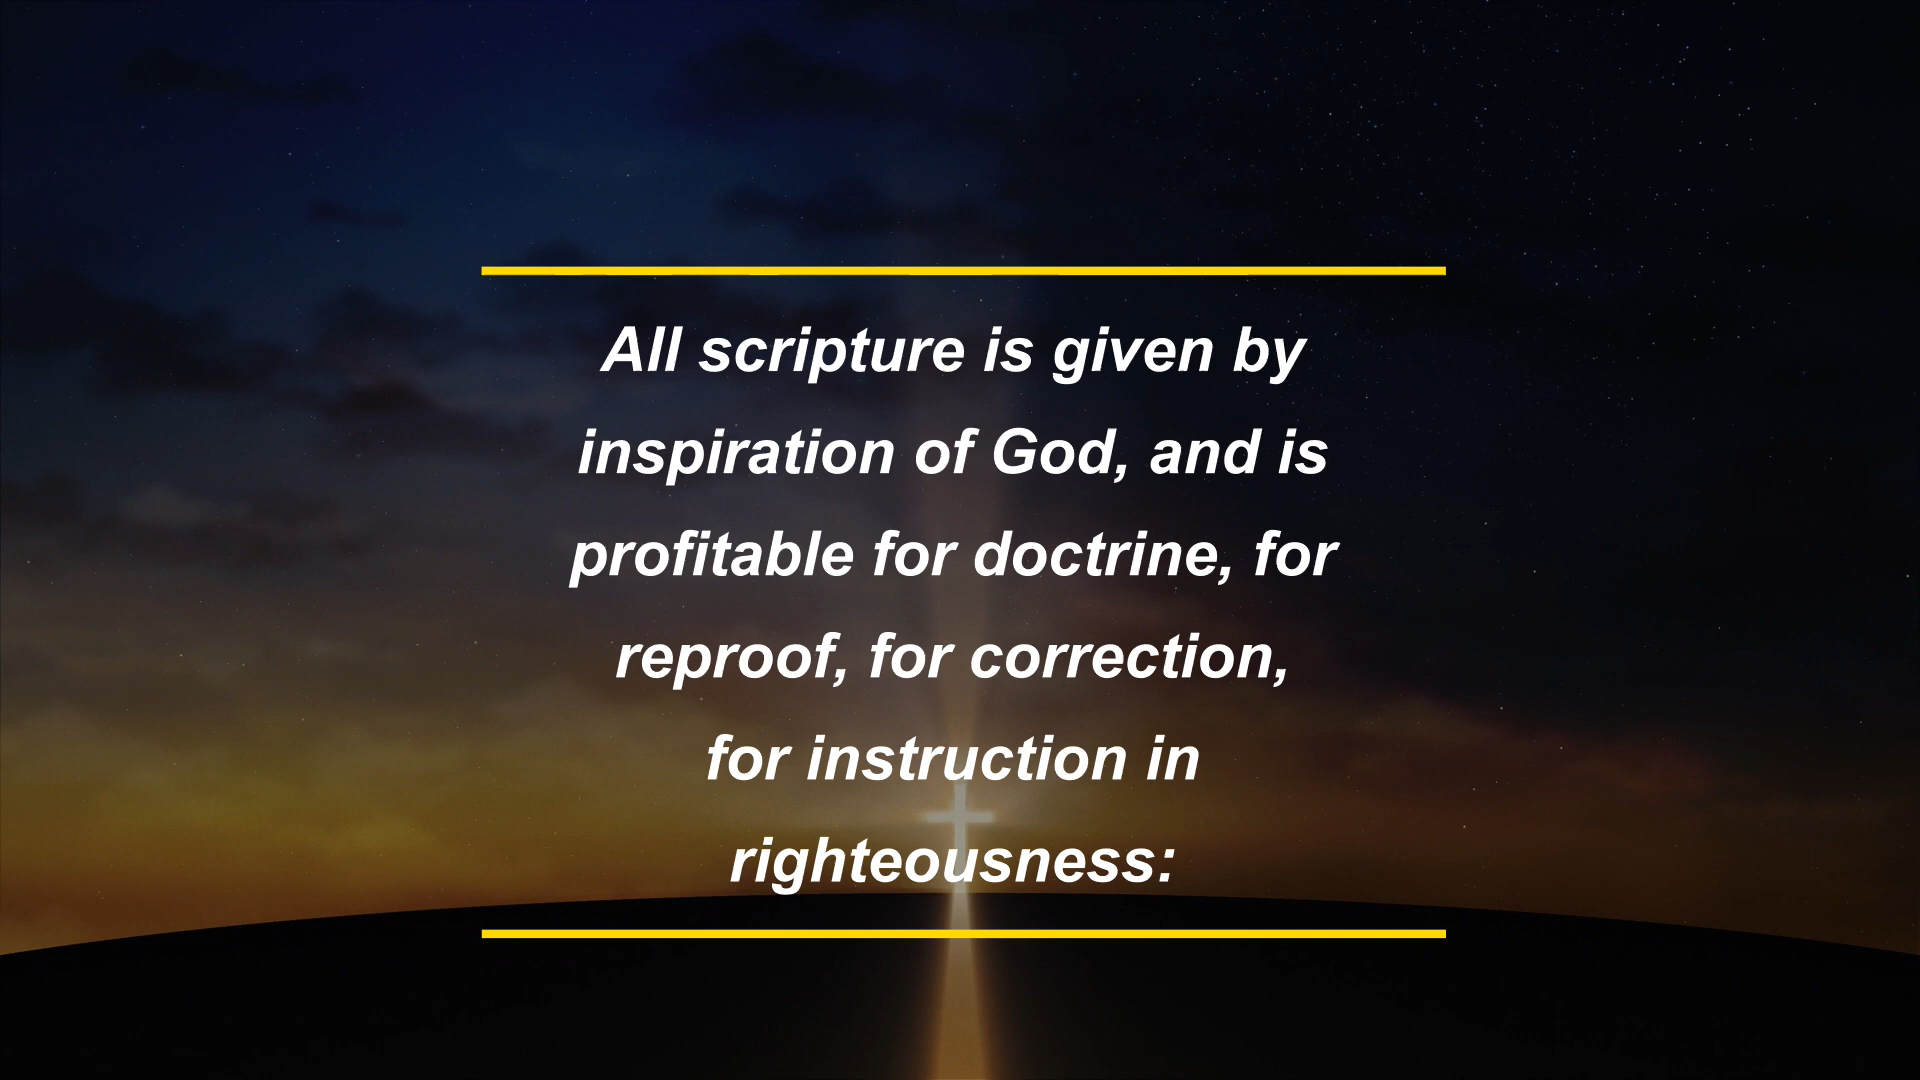 All scripture is given by
inspiration of God, and is
profitable for doctrine, for
reproof, for correction,
for instruction in
righteousness: